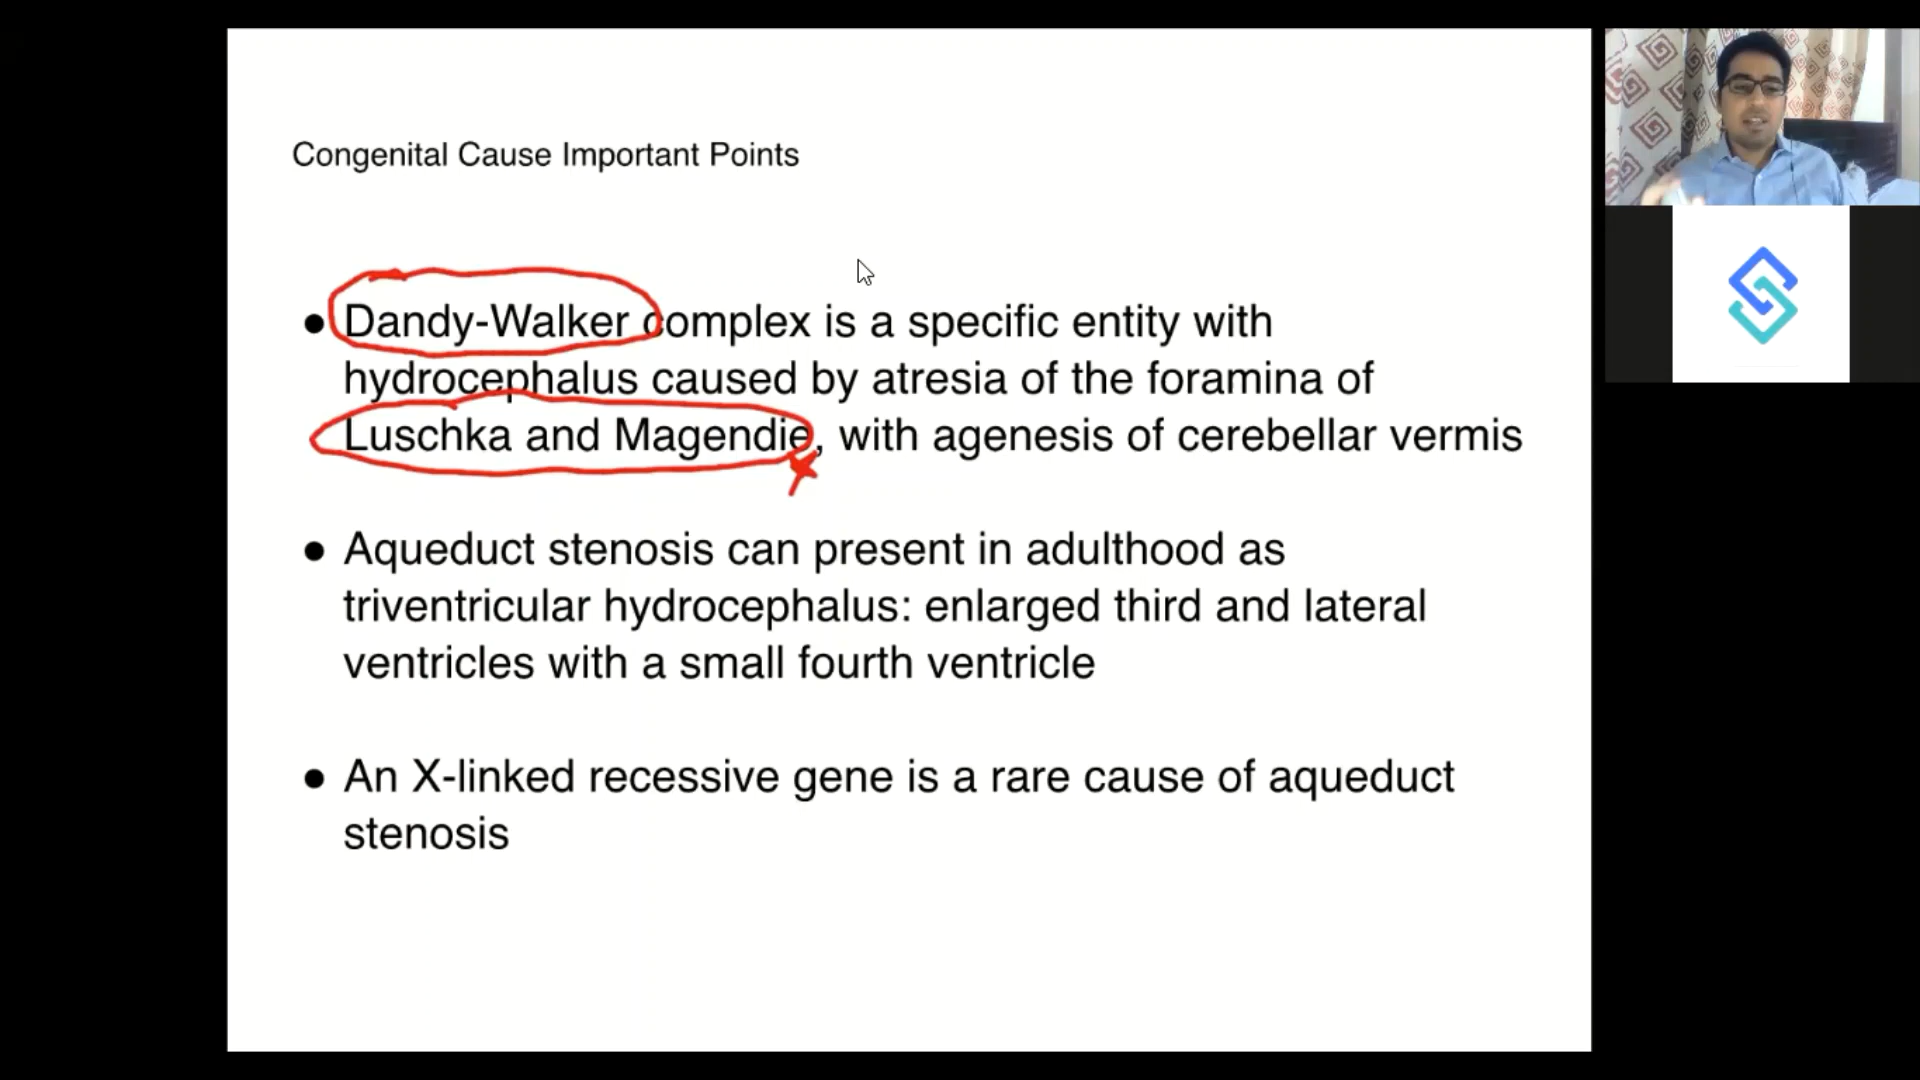 Congenital Cause Important Points
● Dandy-Walker complex is a specific entity with
hydrocephalus caused by atresia of the foramina of
Luschka and Magendie, with agenesis of cerebellar vermis
● Aqueduct stenosis can present in adulthood as
triventricular hydrocephalus: enlarged third and lateral
ventricles with a small fourth ventricle
● An X-linked recessive gene is a rare cause of aqueduct
stenosis